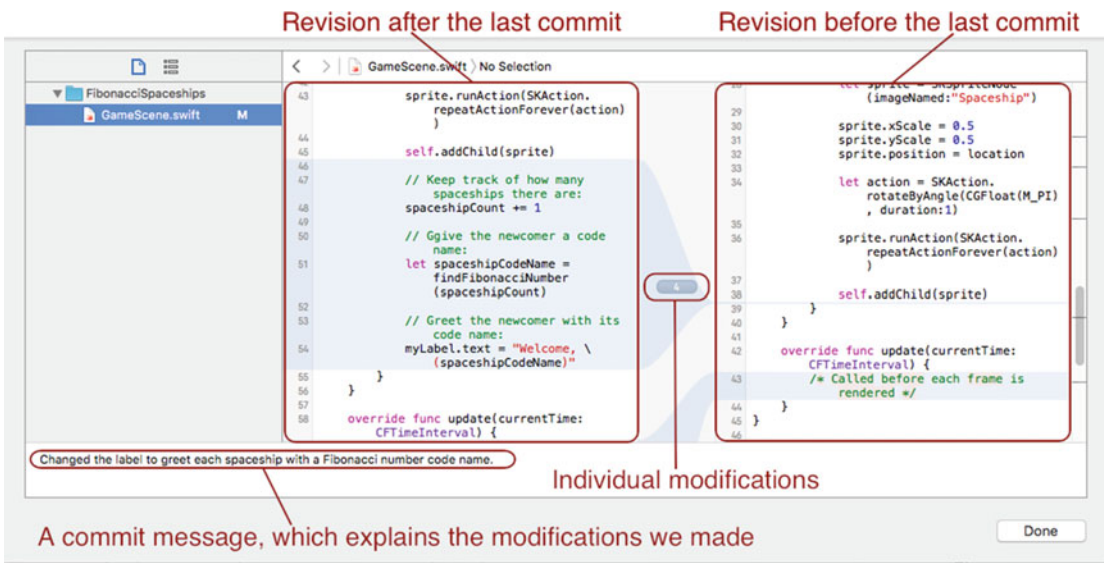 Revision after the last commit
Revision before the last commit
GameScene.swift 〉No Selection
FibonacciSpaceships
GameScene.swift M
43 sprite.runAction(SKAction.
repeatActionForever(action)
)
44
45 self.addChild(sprite)
46
47 // Keep track of how many
spaceships there are:
48 spaceshipCount += 1
49
50 // Ggive the newcomer a code
name:
51 let spaceshipCodeName =
findFibonacciNumber
(spaceshipCount)
52
53 // Greet the newcomer with its
code name:
54 myLabel.text = "Welcome, \
(spaceshipCodeName)"
55 }
56 }
57
58 override func update(currentTime:
CFTimeInterval) {
4
let sprite = SKSpriteNode
(imageNamed:"Spaceship")
29
30 sprite.xScale = 0.5
31 sprite.yScale = 0.5
32 sprite.position = location
33
34 let action = SKAction.
rotateByAngle(CGFloat(M_PI)
, duration:1)
35
36 sprite.runAction(SKAction.
repeatActionForever(action)
)
37
38 self.addChild(sprite)
39 }
40 }
41
42 override func update(currentTime:
CFTimeInterval) {
43 /* Called before each frame is
rendered */
44 }
45 }
46
Changed the label to greet each spaceship with a Fibonacci number code name.
Individual modifications
A commit message, which explains the modifications we made
Done